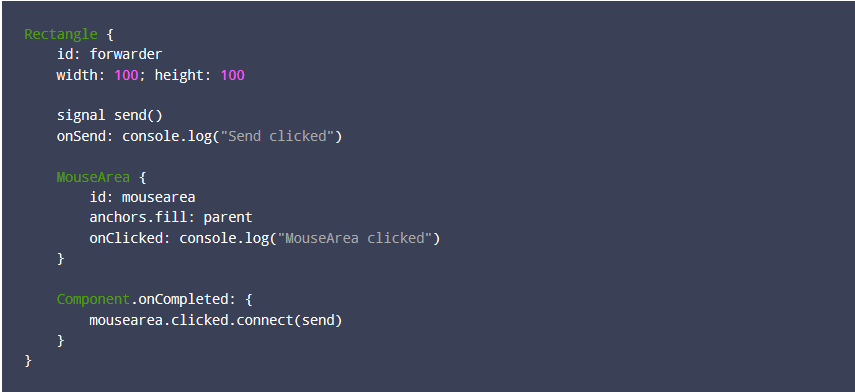 Rectangle {
    id: forwarder
    width: 100; height: 100

    signal send()
    onSend: console.log("Send clicked")

    MouseArea {
        id: mousearea
        anchors.fill: parent
        onClicked: console.log("MouseArea clicked")
    }

    Component.onCompleted: {
        mousearea.clicked.connect(send)
    }
}